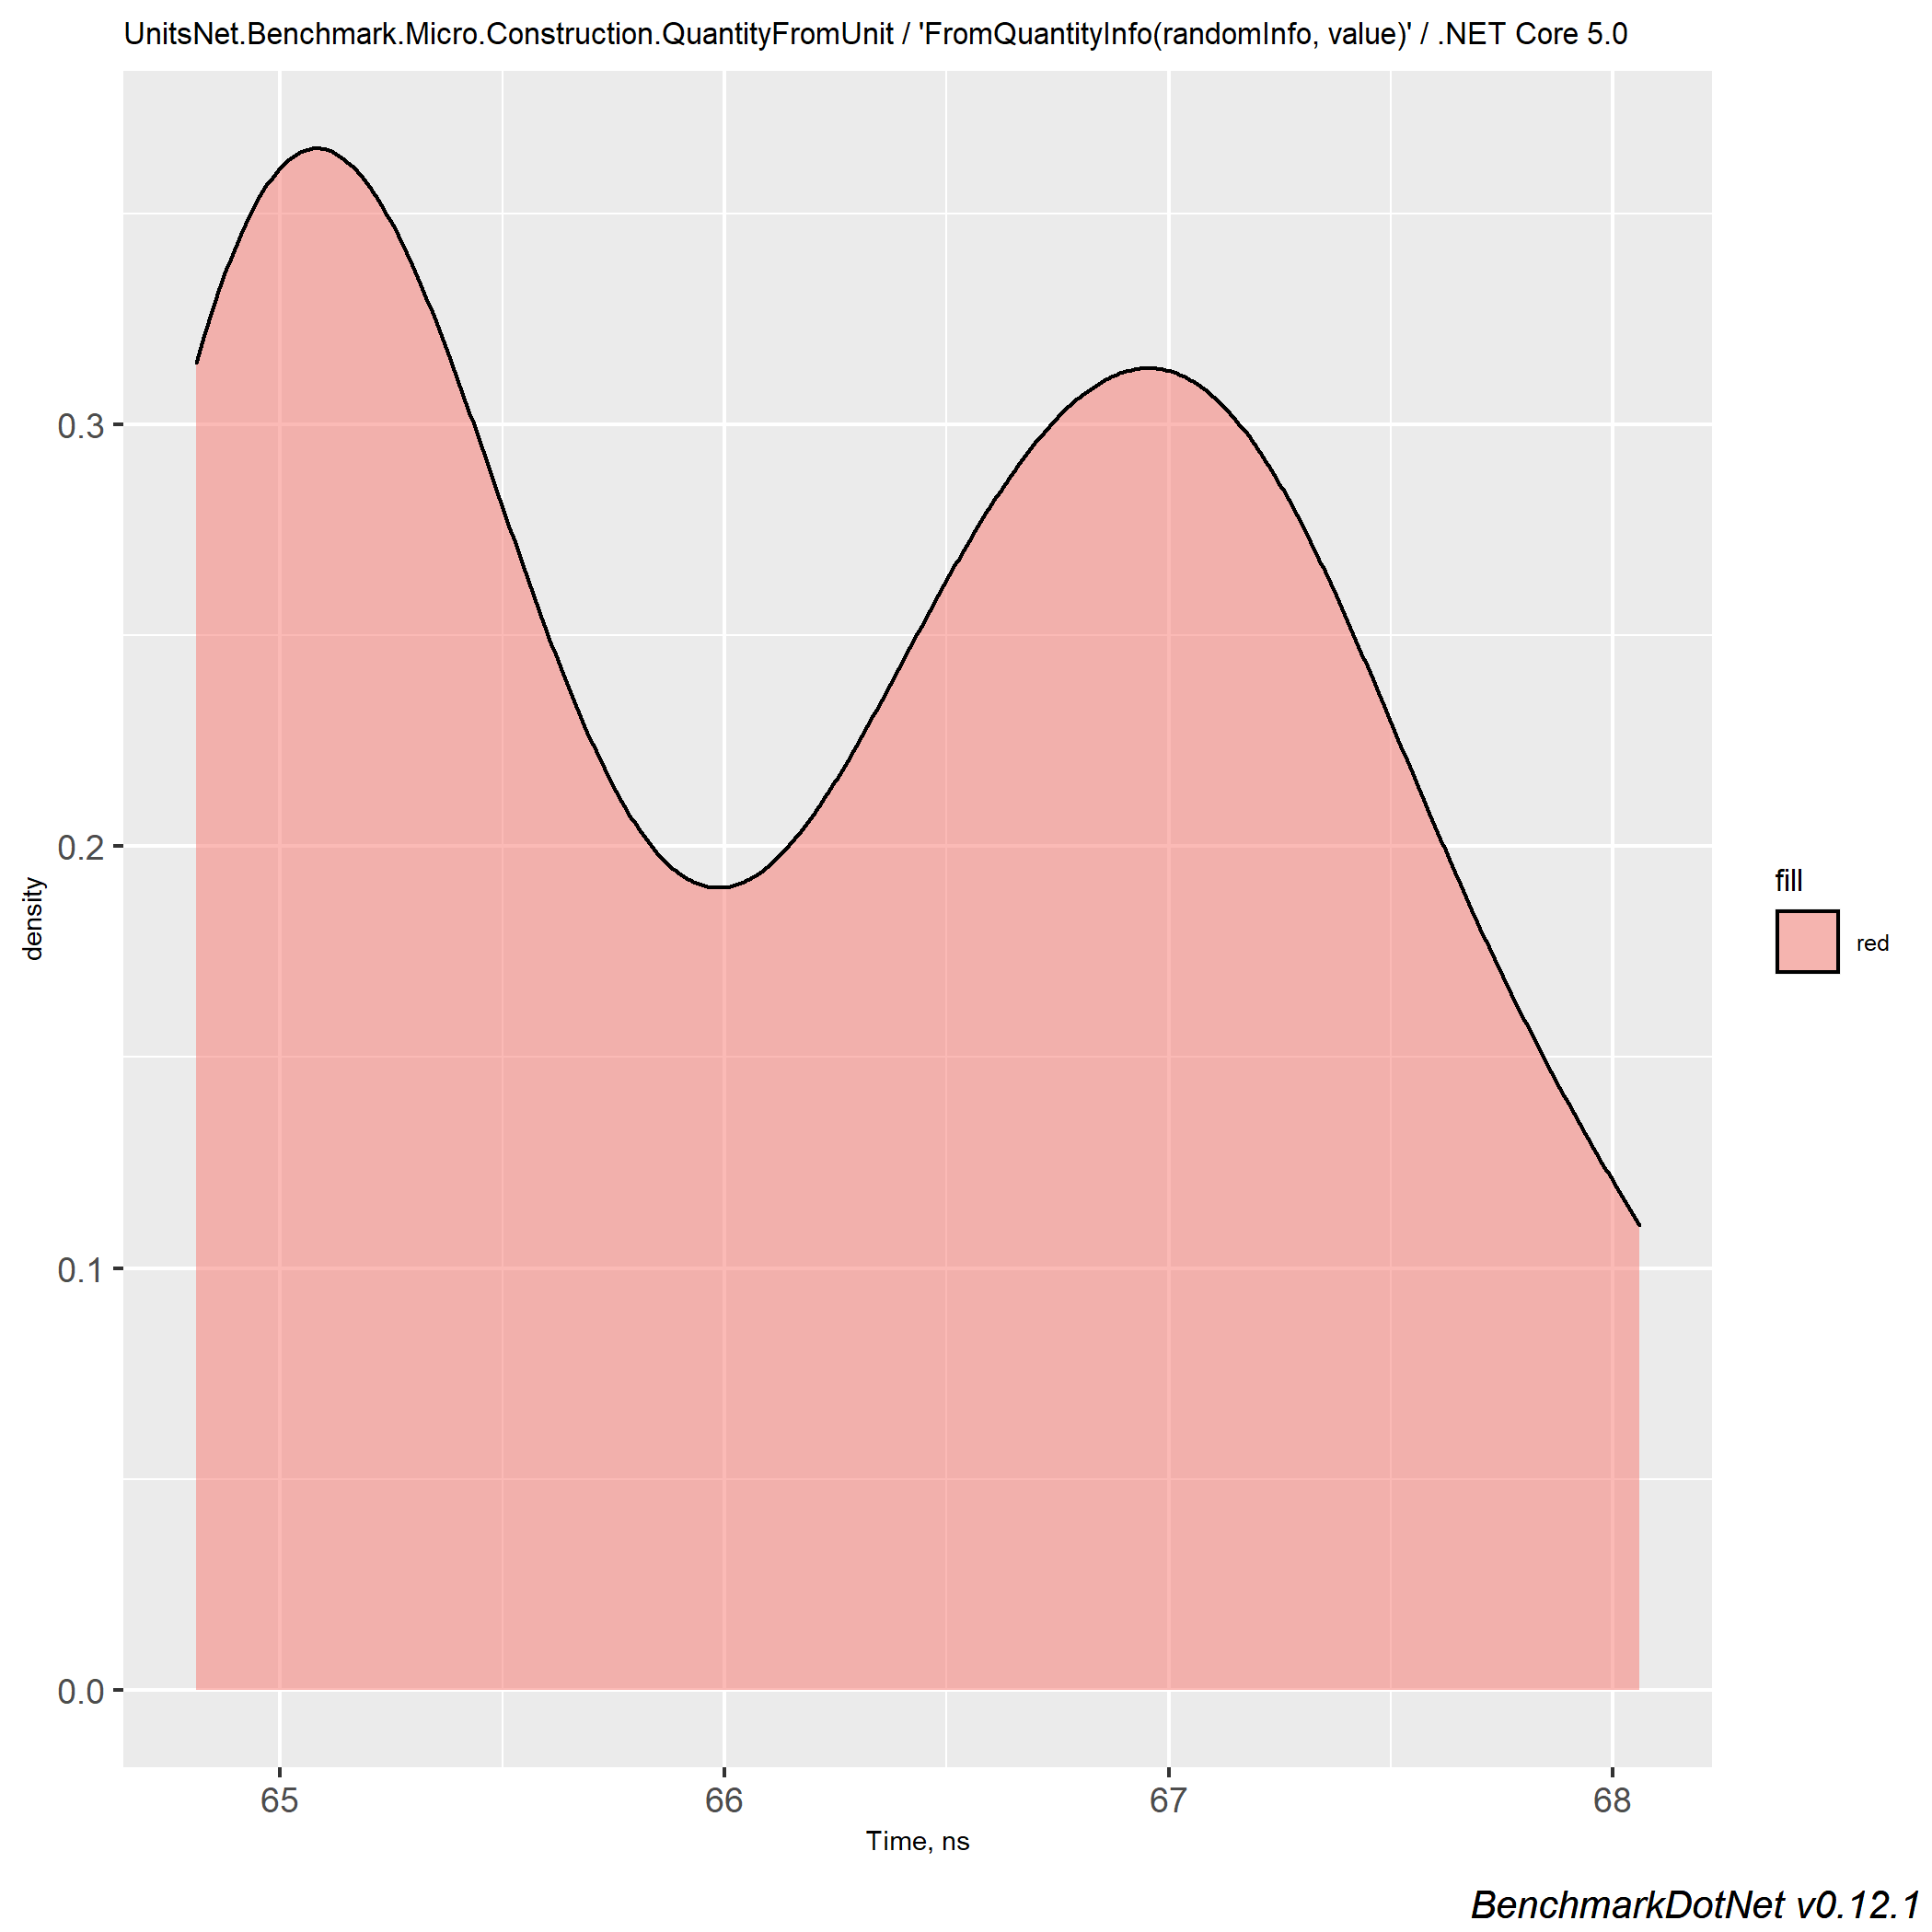 UnitsNet.Benchmark.Micro.Construction.QuantityFromUnit / 'FromQuantityInfo(randomInfo, value)' / .NET Core 5.0
0.3
0.2
0.1
0.0
density
65 66 67 68
Time, ns
fill
red
BenchmarkDotNet v0.12.1